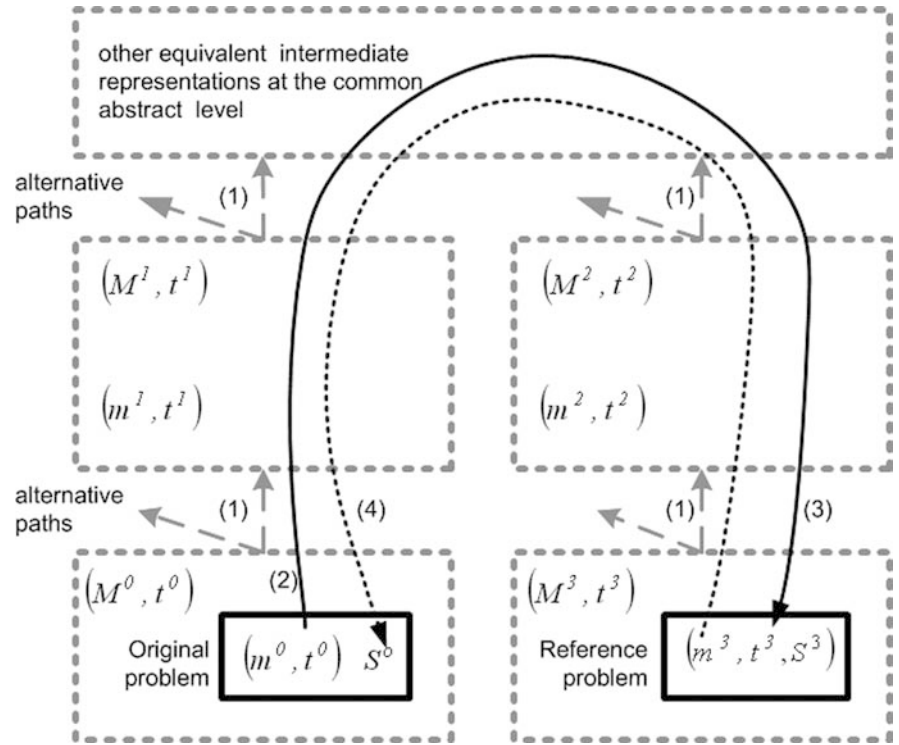 other equivalent intermediate
representations at the common
abstract level
alternative
paths
(1)
(1)
(M¹, t¹)
(M², t²)
(m¹, t¹)
(m², t²)
alternative
paths
(1)
(4)
(1)
(3)
(M⁰, t⁰)
(2)
(M³, t³)
Original
problem
(m⁰, t⁰) S⁰
Reference
problem
(m³, t³, S³)